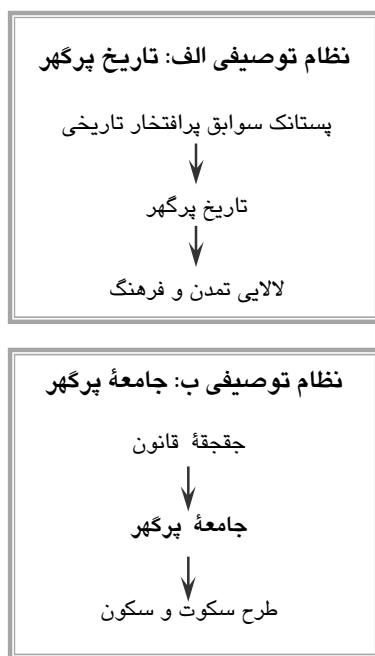 نظام توصیفی الف: تاریخ پرگهر
پستانک سوابق پرافتخار تاریخی
تاریخ پرگهر
لالایی تمدن و فرهنگ
نظام توصیفی ب: جامعهٔ پرگهر
جقجقهٔ قانون
جامعهٔ پرگهر
طرح سکوت و سکون